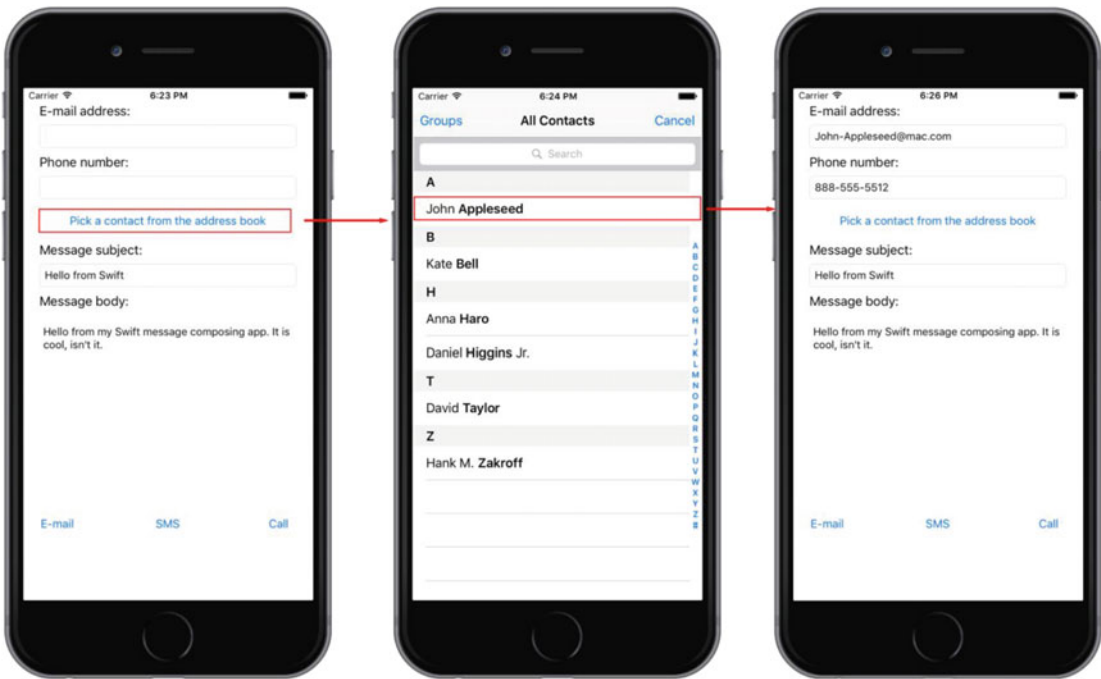 Carrier 6:23 PM
E-mail address:
Phone number:
Pick a contact from the address book
Message subject:
Hello from Swift
Message body:
Hello from my Swift message composing app. It is
cool, isn't it.
E-mail SMS Call
Carrier 6:24 PM
Groups All Contacts Cancel
Search
A
John Appleseed
B
Kate Bell
H
Anna Haro
Daniel Higgins Jr.
T
David Taylor
Z
Hank M. Zakroff
A
B
C
D
E
F
G
H
I
J
K
L
M
N
O
P
Q
R
S
T
U
V
W
X
Y
Z
#
Carrier 6:26 PM
E-mail address:
John-Appleseed@mac.com
Phone number:
888-555-5512
Pick a contact from the address book
Message subject:
Hello from Swift
Message body:
Hello from my Swift message composing app. It is
cool, isn't it.
E-mail SMS Call